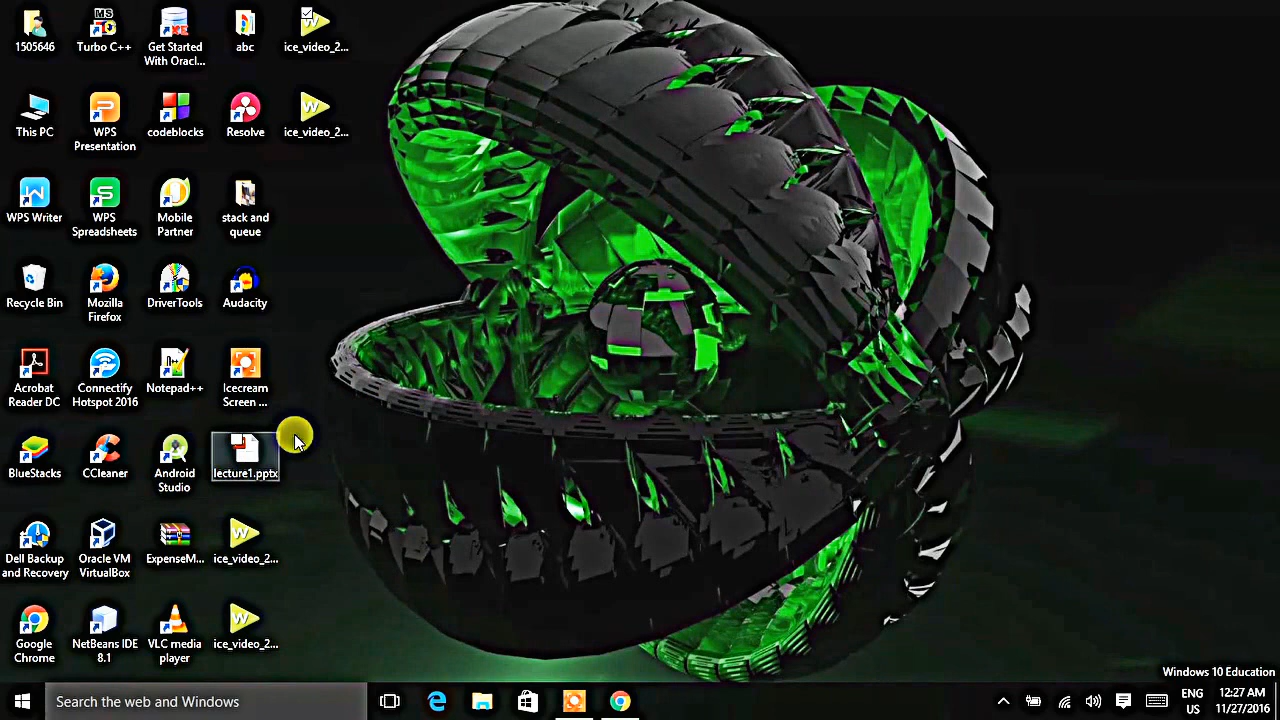 1505646
MS
Turbo C++
Get Started
With Oracl...
abc
ice_video_2...
This PC
WPS
Presentation
codeblocks
Resolve
ice_video_2...
WPS Writer
WPS
Spreadsheets
Mobile
Partner
stack and
queue
Recycle Bin
Mozilla
Firefox
DriverTools
Audacity
Acrobat
Reader DC
Connectify
Hotspot 2016
Notepad++
Icecream
Screen ...
BlueStacks
CCleaner
Android
Studio
lecture1.pptx
Dell Backup
and Recovery
Oracle VM
VirtualBox
ExpenseM...
ice_video_2...
Google
Chrome
NetBeans IDE
8.1
VLC media
player
ice_video_2...
Windows 10 Education
Search the web and Windows
ENG
US
12:27 AM
11/27/2016